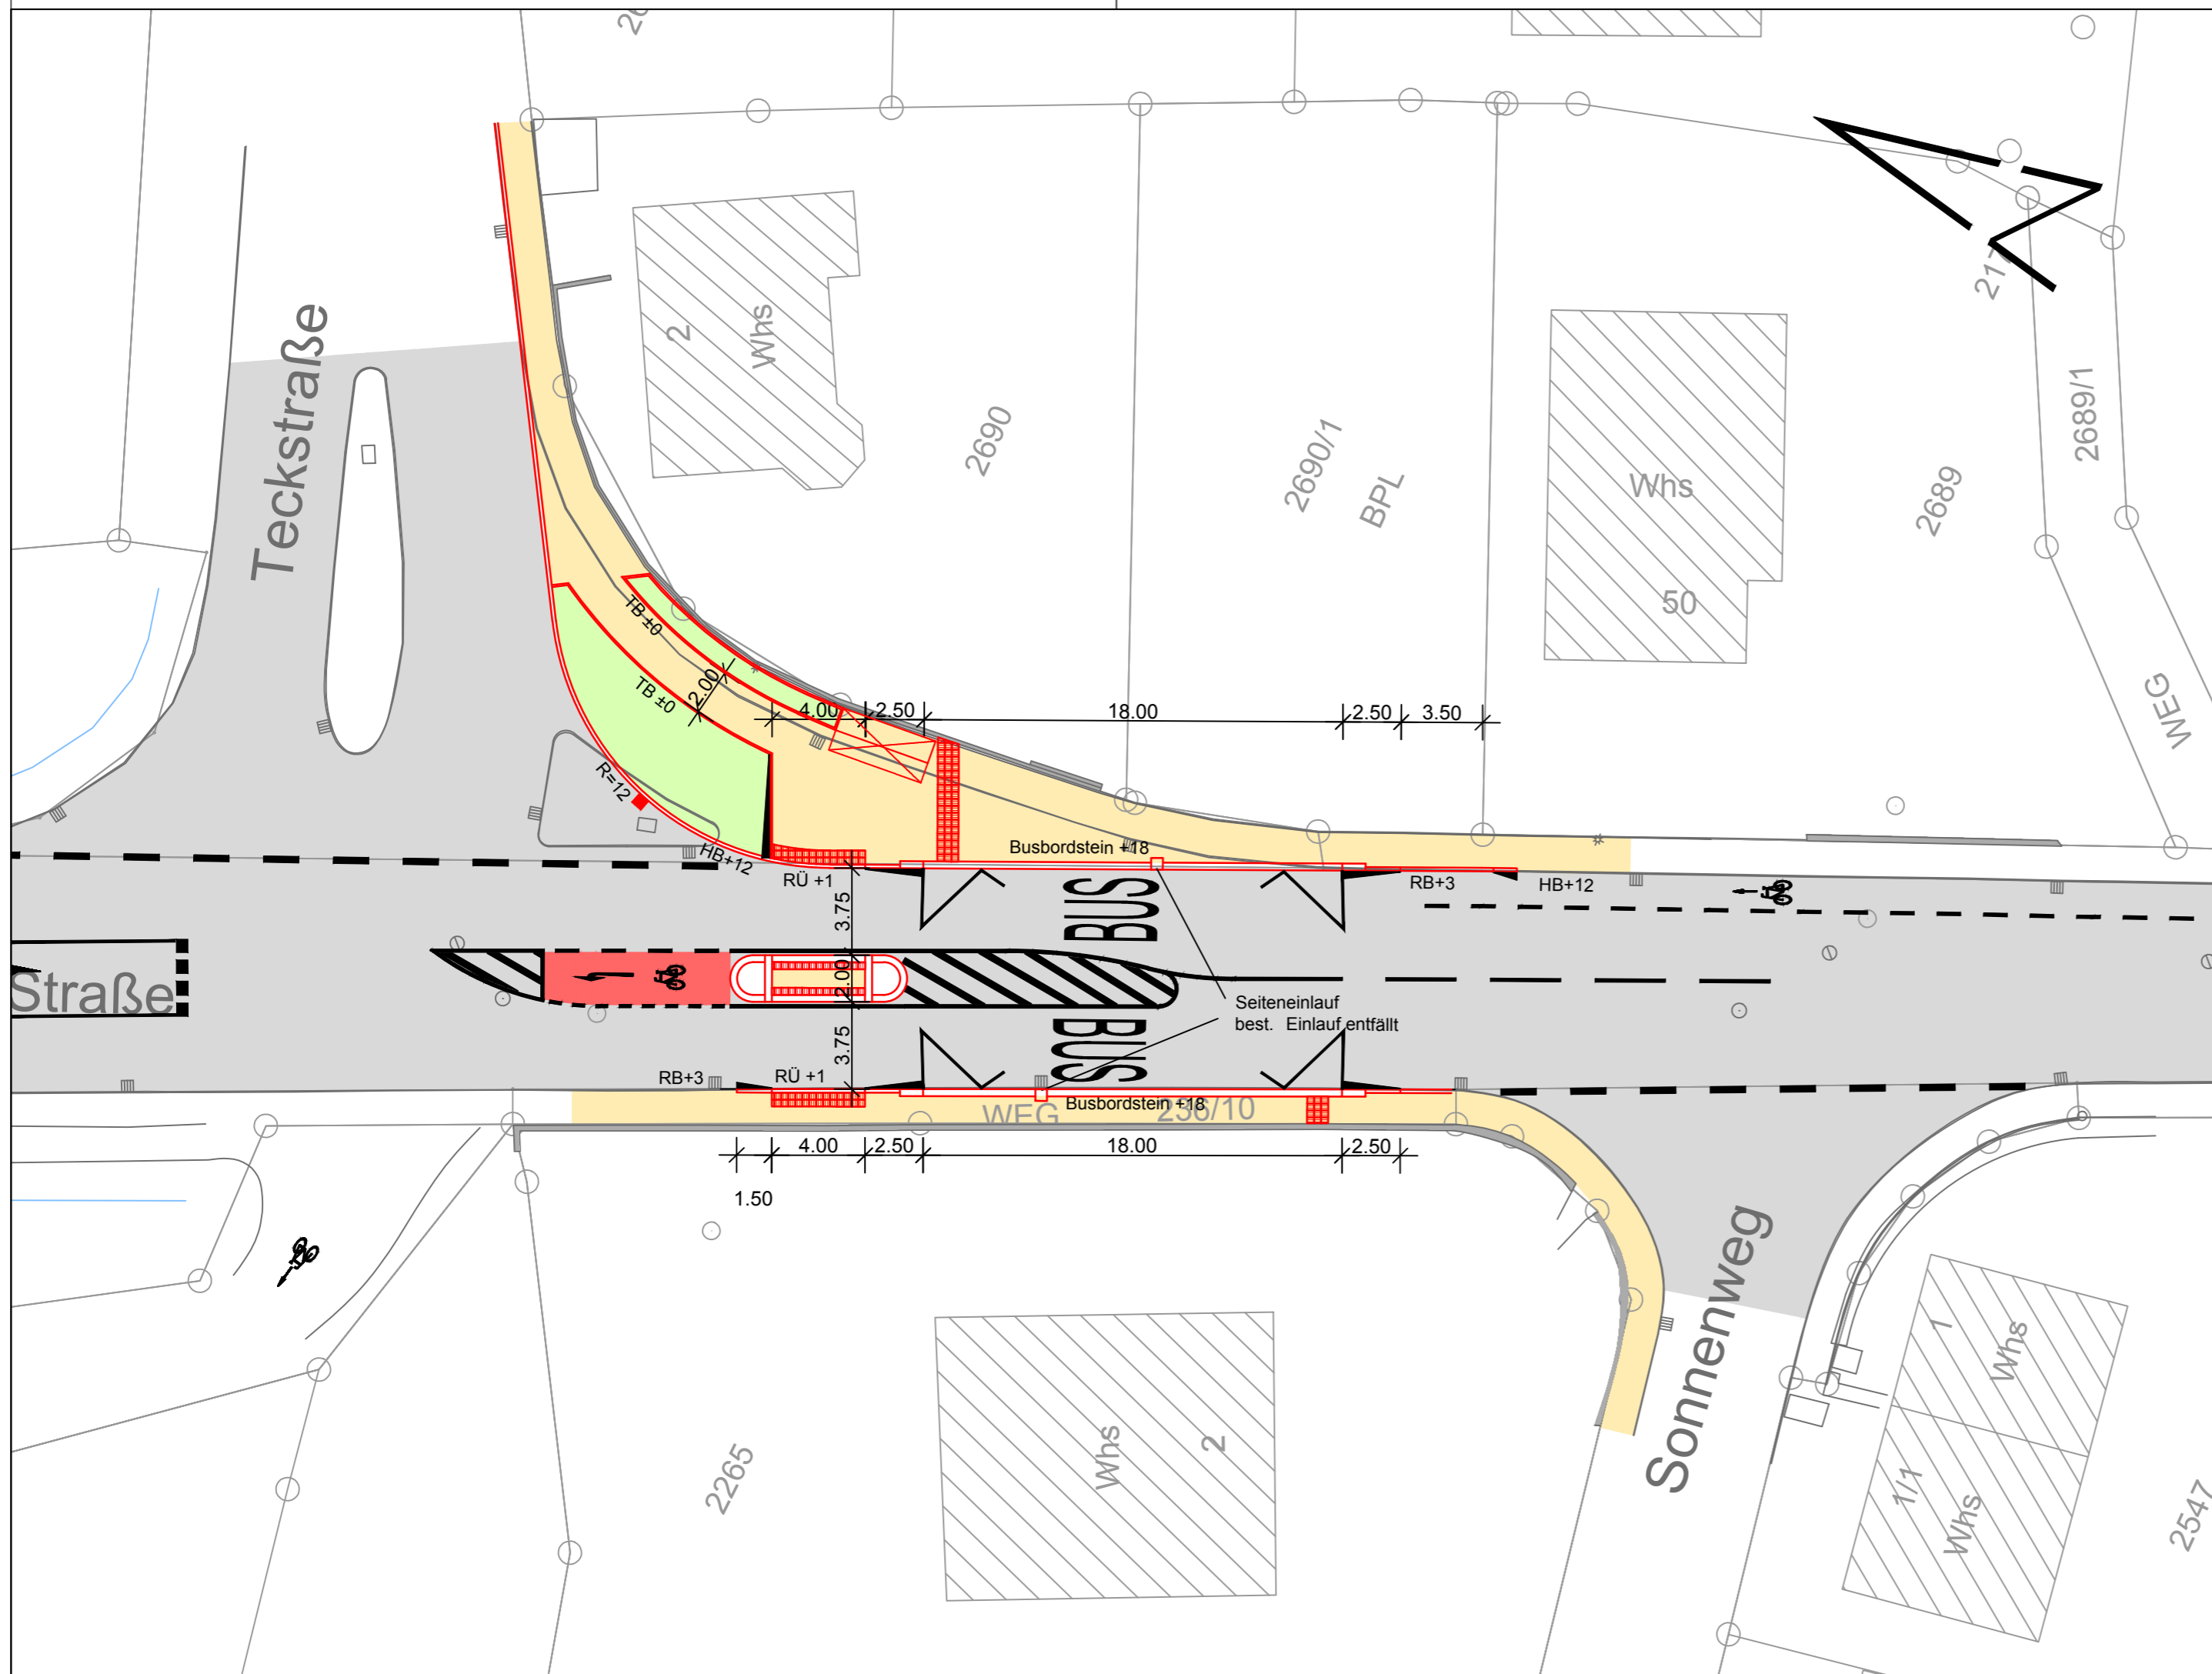 Teckstraße
2
Whs
2690
2690/1
BPL
Whs
50
2689
2689/1
WEG
TB ±0
TB ±0
2.00
R=12
HB+12
4.00
2.50
18.00
2.50
3.50
Busbordstein +18
RÜ +1
RB+3
HB+12
3.75
BUS
Straße
2.00
Seiteneinlauf
best. Einlauf entfällt
3.75
BUS
RB+3
RÜ +1
WEG
236/10
Busbordstein +18
4.00
2.50
18.00
2.50
1.50
Sonnenweg
2265
Whs
2
1
Whs
1/1
Whs
2547